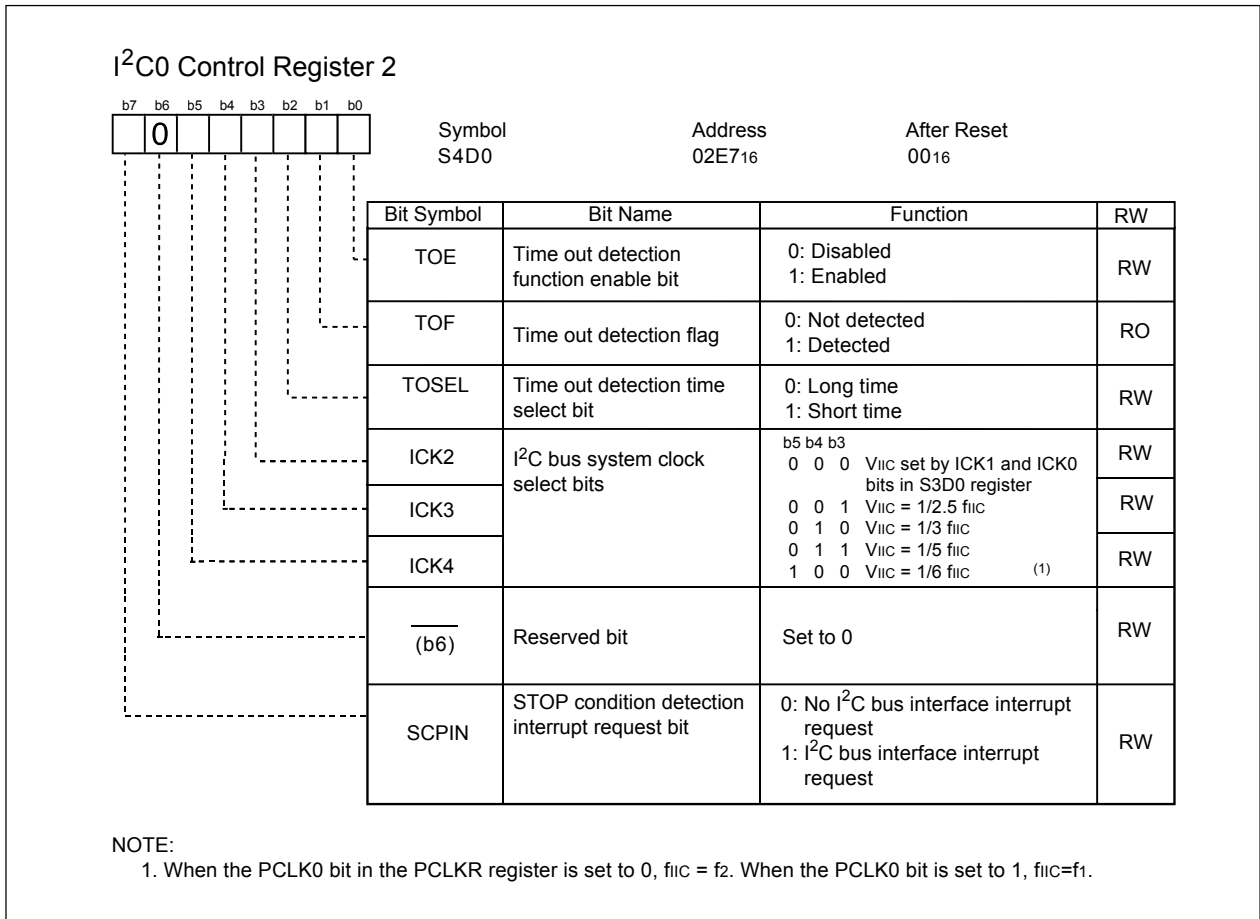 I²C0 Control Register 2
b7 b6 b5 b4 b3 b2 b1 b0
0
Symbol Address After Reset
S4D0 02E716 0016
Bit Symbol Bit Name Function RW
TOE Time out detection function enable bit 0: Disabled 1: Enabled RW
TOF Time out detection flag 0: Not detected 1: Detected RO
TOSEL Time out detection time select bit 0: Long time 1: Short time RW
ICK2 I²C bus system clock select bits RW
ICK3 RW
ICK4 RW
b5 b4 b3
0 0 0 VIIC set by ICK1 and ICK0
bits in S3D0 register
0 0 1 VIIC = 1/2.5 fIIC
0 1 0 VIIC = 1/3 fIIC
0 1 1 VIIC = 1/5 fIIC
1 0 0 VIIC = 1/6 fIIC (1)
(b6) Reserved bit Set to 0 RW
SCPIN STOP condition detection interrupt request bit 0: No I²C bus interface interrupt request 1: I²C bus interface interrupt request RW
NOTE:
1. When the PCLK0 bit in the PCLKR register is set to 0, fIIC = f2. When the PCLK0 bit is set to 1, fIIC=f1.